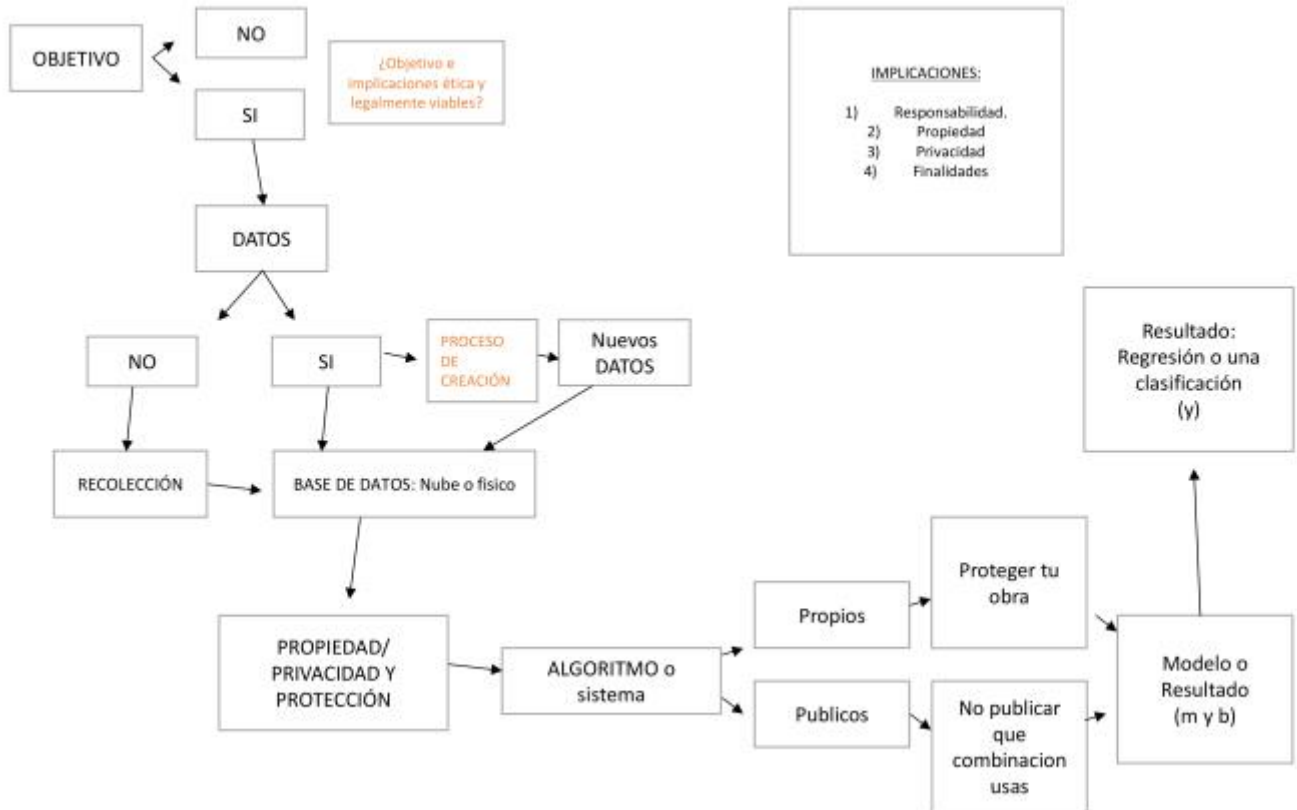 OBJETIVO
NO
SI
¿Objetivo e
implicaciones ética y
legalmente viables?
IMPLICACIONES:
1) Responsabilidad.
2) Propiedad
3) Privacidad
4) Finalidades
DATOS
NO
SI
PROCESO
DE
CREACIÓN
Nuevos
DATOS
RECOLECCIÓN
BASE DE DATOS: Nube o fisico
PROPIEDAD/
PRIVACIDAD Y
PROTECCIÓN
ALGORITMO o
sistema
Propios
Publicos
Proteger tu
obra
No publicar
que
combinacion
usas
Modelo o
Resultado
(m y b)
Resultado:
Regresión o una
clasificación
(y)